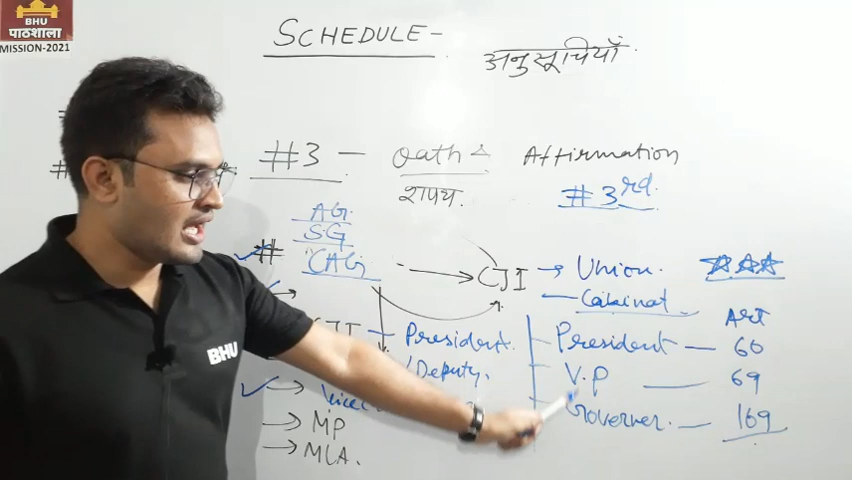 BHU
पाठशाला
MISSION-2021
SCHEDULE-
अनुसूचियाँ
#3 - Oath & Affirmation
शपथ
#3rd.
AG.
SG
CAG
# → CJI → Union.
Cabinat
Art
President. President — 60
/Deputy. V.P — 69
Governer. — 169
→ MP
→ MLA.
BHU